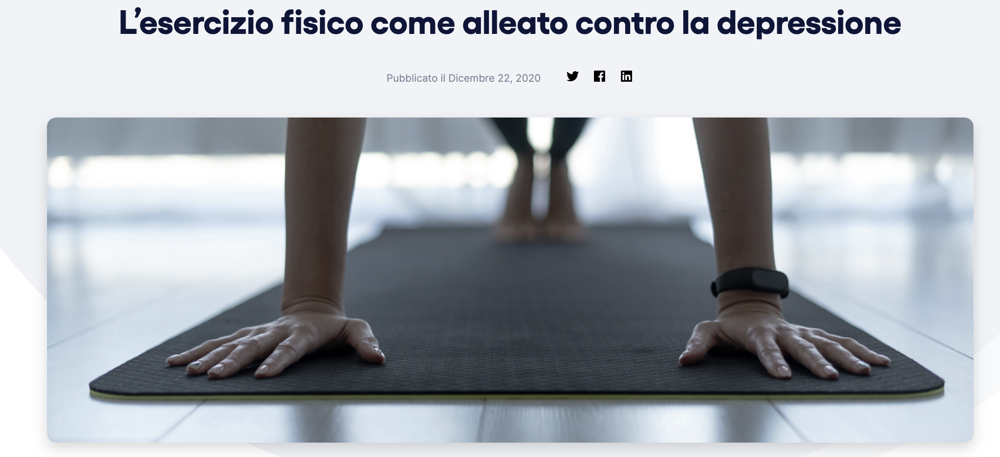 L’esercizio fisico come alleato contro la depressione
Pubblicato il Dicembre 22, 2020